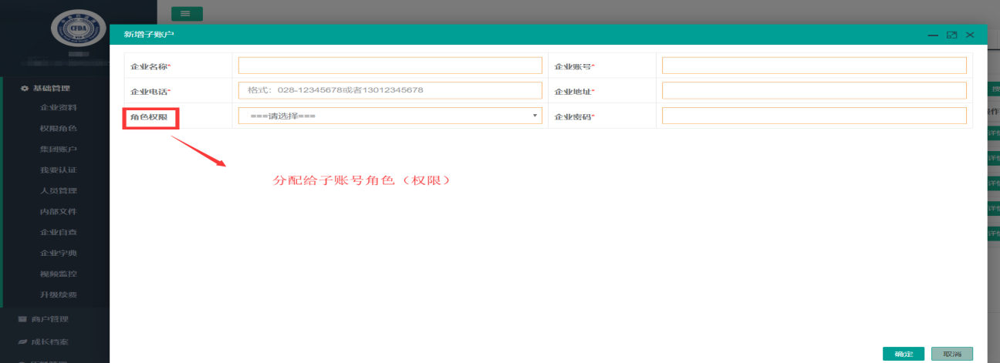 CFDA
新增子账户
企业名称*
企业账号*
企业电话*
格式：028-12345678或者13012345678
企业地址*
角色权限
===请选择===
企业密码*
分配给子账号角色（权限）
基础管理
企业资料
权限角色
集团账户
我要认证
人员管理
内部文件
企业自查
企业字典
视频监控
升级续费
商户管理
成长档案
确定
取消